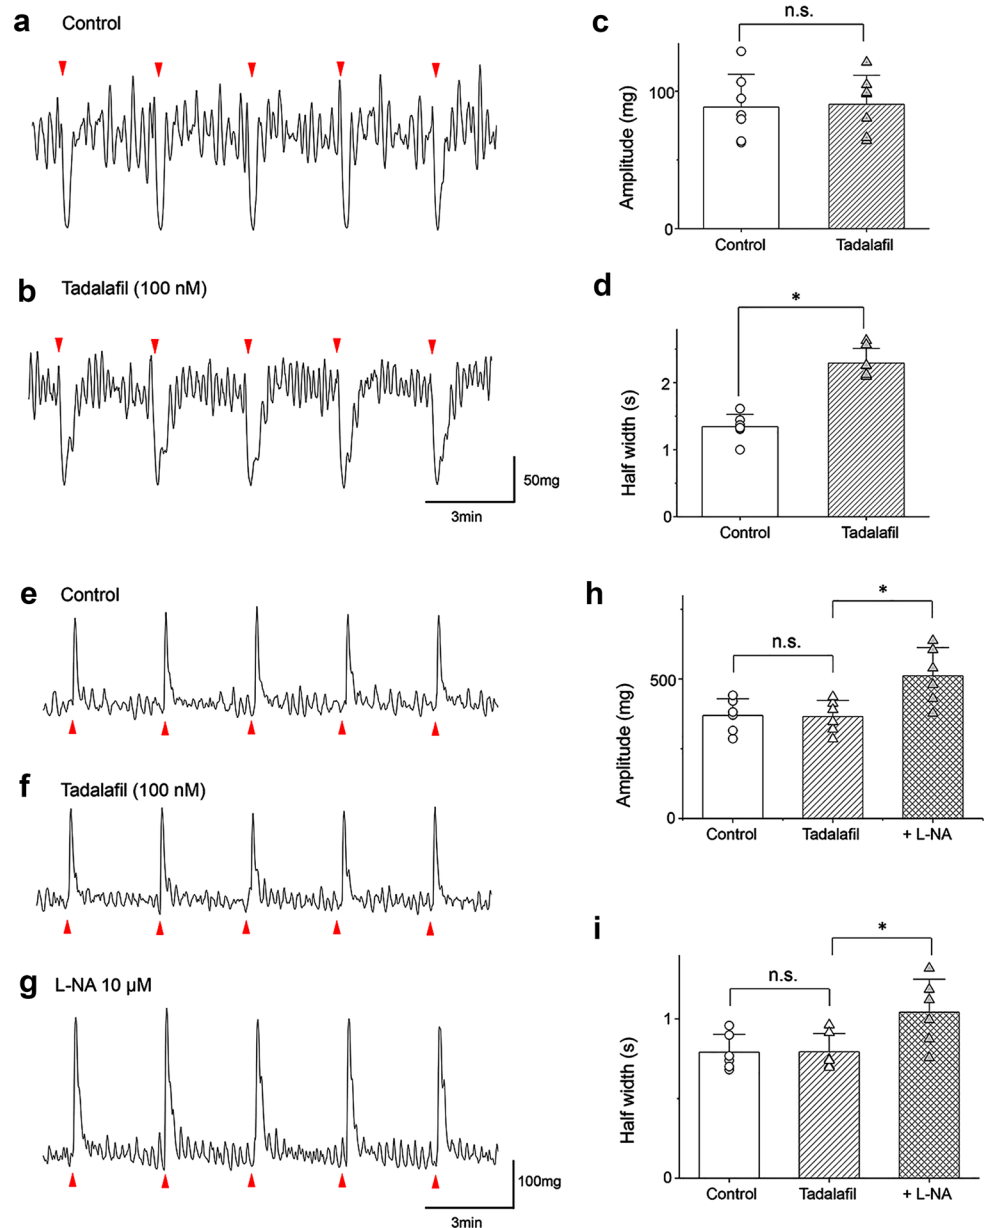 a Control
b Tadalafil (100 nM)
50mg
3min
c
n.s.
Amplitude (mg)
100
0
Control Tadalafil
d
*
Half width (s)
2
1
0
Control Tadalafil
e Control
f Tadalafil (100 nM)
g L-NA 10 µM
100mg
3min
h
*
n.s.
Amplitude (mg)
500
0
Control Tadalafil + L-NA
i
*
n.s.
Half width (s)
1
0
Control Tadalafil + L-NA